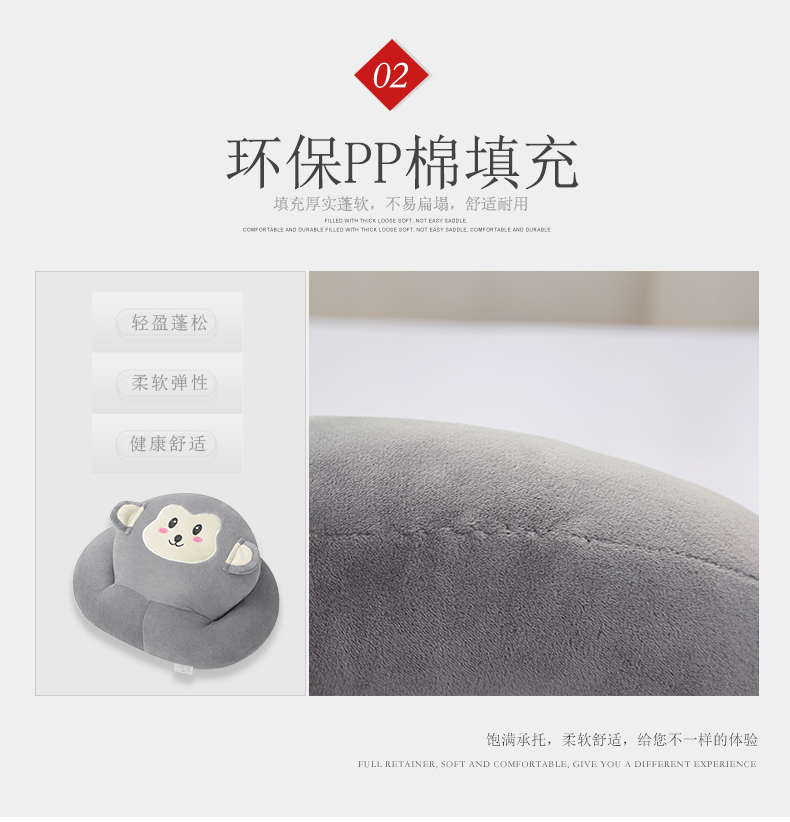 02
环保PP棉填充
填充厚实蓬软，不易扁塌，舒适耐用
FILLED WITH THICK LOOSE SOFT, NOT EASY SADDLE,
COMFORTABLE AND DURABLE FILLED WITH THICK LOOSE SOFT, NOT EASY SADDLE, COMFORTABLE AND DURABLE
轻盈蓬松
柔软弹性
健康舒适
饱满承托，柔软舒适，给您不一样的体验
FULL RETAINER, SOFT AND COMFORTABLE, GIVE YOU A DIFFERENT EXPERIENCE